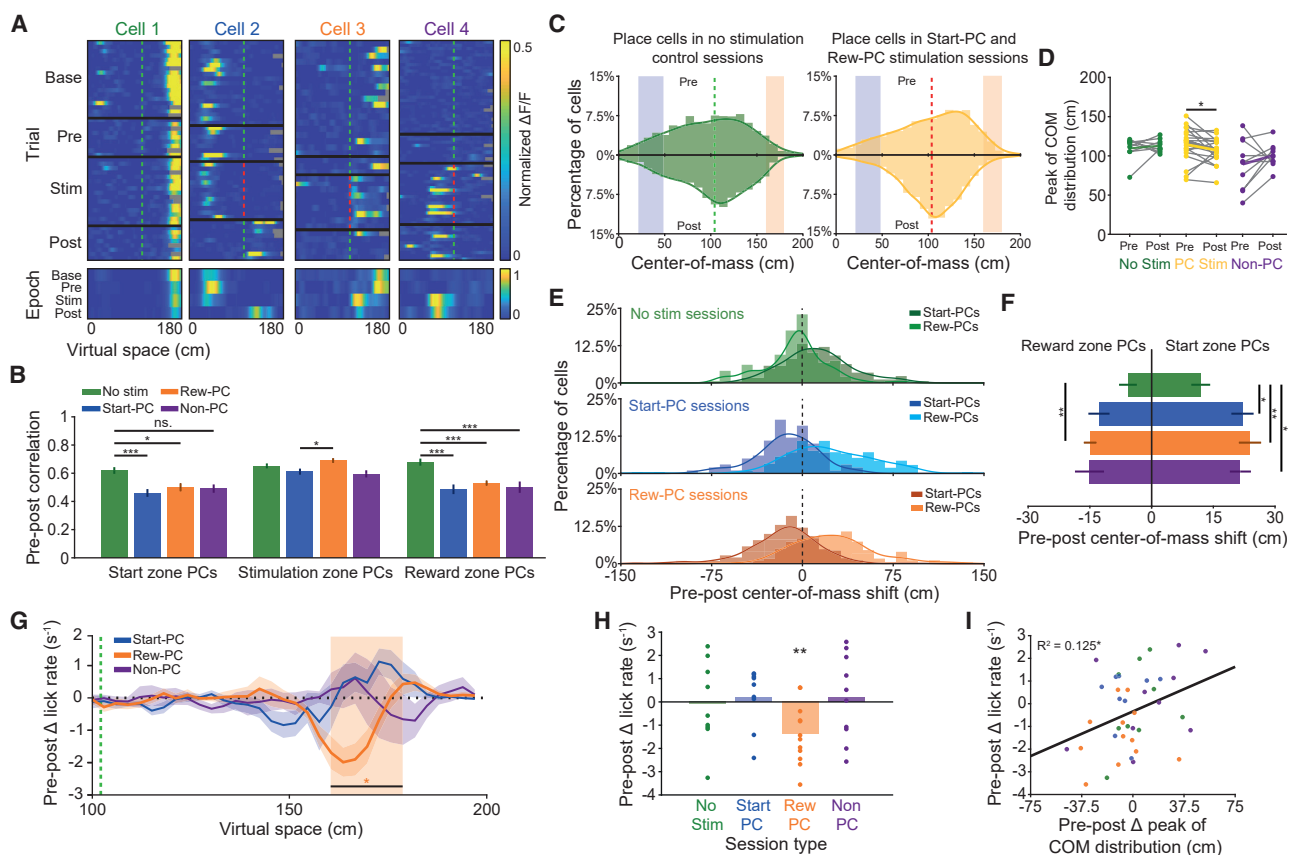 A
Cell 1
Cell 2
Cell 3
Cell 4
Trial
Base
Pre
Stim
Post
0.5
Normalized ΔF/F
0
Epoch
Base
Pre
Stim
Post
1
0
0 180
0 180
0 180
0 180
Virtual space (cm)
B
No stim
Start-PC
Rew-PC
Non-PC
Pre-post correlation
1
0.8
0.6
0.4
0.2
0
ns.
*
***
*
***
***
***
Start zone PCs
Stimulation zone PCs
Reward zone PCs
C
Place cells in no stimulation
control sessions
Place cells in Start-PC and
Rew-PC stimulation sessions
Percentage of cells
15%
7.5%
0%
7.5%
15%
Pre
Post
0 50 100 150 200
Center-of-mass (cm)
15%
7.5%
0%
7.5%
15%
Pre
Post
0 50 100 150 200
Center-of-mass (cm)
D
Peak of COM
distribution (cm)
200
150
100
50
0
*
Pre Post Pre Post Pre Post
No Stim PC Stim Non-PC
E
Percentage of cells
25%
12.5%
0%
No stim sessions
Start-PCs
Rew-PCs
25%
12.5%
0%
Start-PC sessions
Start-PCs
Rew-PCs
25%
12.5%
0%
Rew-PC sessions
Start-PCs
Rew-PCs
-150 -75 0 75 150
Pre-post center-of-mass shift (cm)
F
Reward zone PCs
Start zone PCs
**
*
**
*
-30 -15 0 15 30
Pre-post center-of-mass shift (cm)
G
Pre-post Δ lick rate (s⁻¹)
2
1
0
-1
-2
-3
Start-PC
Rew-PC
Non-PC
*
100 150 200
Virtual space (cm)
H
Pre-post Δ lick rate (s⁻¹)
3
2
1
0
-1
-2
-3
-4
**
No Stim
Start PC
Rew PC
Non PC
Session type
I
Pre-post Δ lick rate (s⁻¹)
3
2
1
0
-1
-2
-3
-4
R² = 0.125*
-75 -37.5 0 37.5 75
Pre-post Δ peak of
COM distribution (cm)